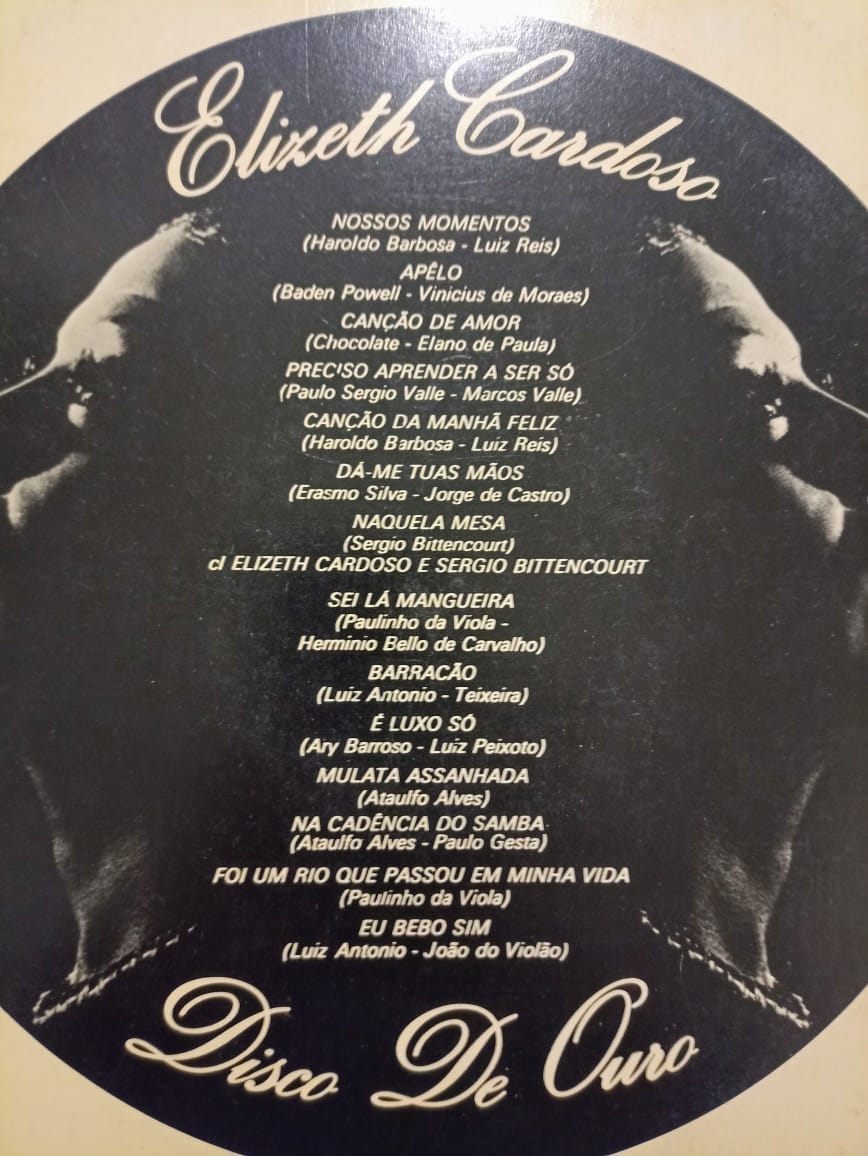 Elizeth Cardoso
NOSSOS MOMENTOS
(Haroldo Barbosa - Luiz Reis)
APÊLO
(Baden Powell - Vinicius de Moraes)
CANÇÃO DE AMOR
(Chocolate - Elano de Paula)
PRECISO APRENDER A SER SÓ
(Paulo Sergio Valle - Marcos Valle)
CANÇÃO DA MANHÃ FELIZ
(Haroldo Barbosa - Luiz Reis)
DÁ-ME TUAS MÃOS
(Erasmo Silva - Jorge de Castro)
NAQUELA MESA
(Sergio Bittencourt)
c/ ELIZETH CARDOSO E SERGIO BITTENCOURT
SEI LÁ MANGUEIRA
(Paulinho da Viola -
Herminio Bello de Carvalho)
BARRACÃO
(Luiz Antonio - Teixeira)
É LUXO SÓ
(Ary Barroso - Luiz Peixoto)
MULATA ASSANHADA
(Ataulfo Alves)
NA CADÊNCIA DO SAMBA
(Ataulfo Alves - Paulo Gesta)
FOI UM RIO QUE PASSOU EM MINHA VIDA
(Paulinho da Viola)
EU BEBO SIM
(Luiz Antonio - João do Violão)
Disco De Ouro